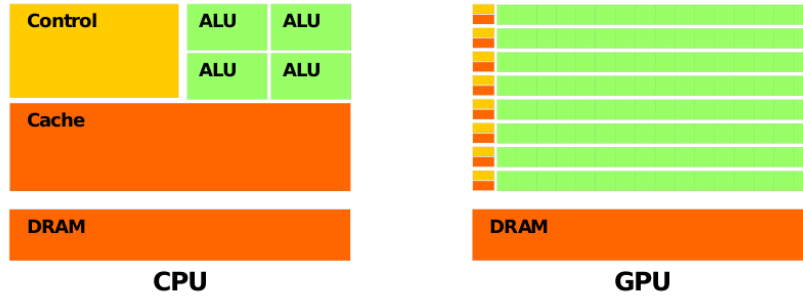 Control
ALU
ALU
ALU
ALU
Cache
DRAM
CPU
DRAM
GPU